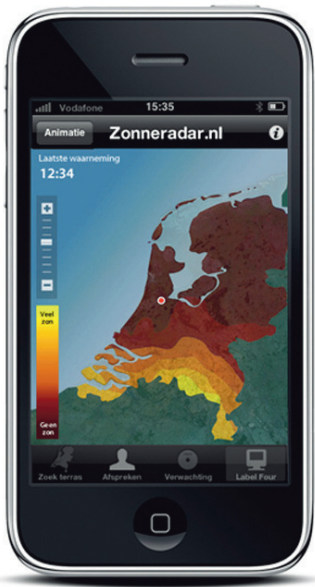 Vodafone 15:35
Animatie Zonneradar.nl i
Laatste waarneming
12:34
+
-
Veel
zon
Geen
zon
Zoek terras Afspreken Verwachting Label Four